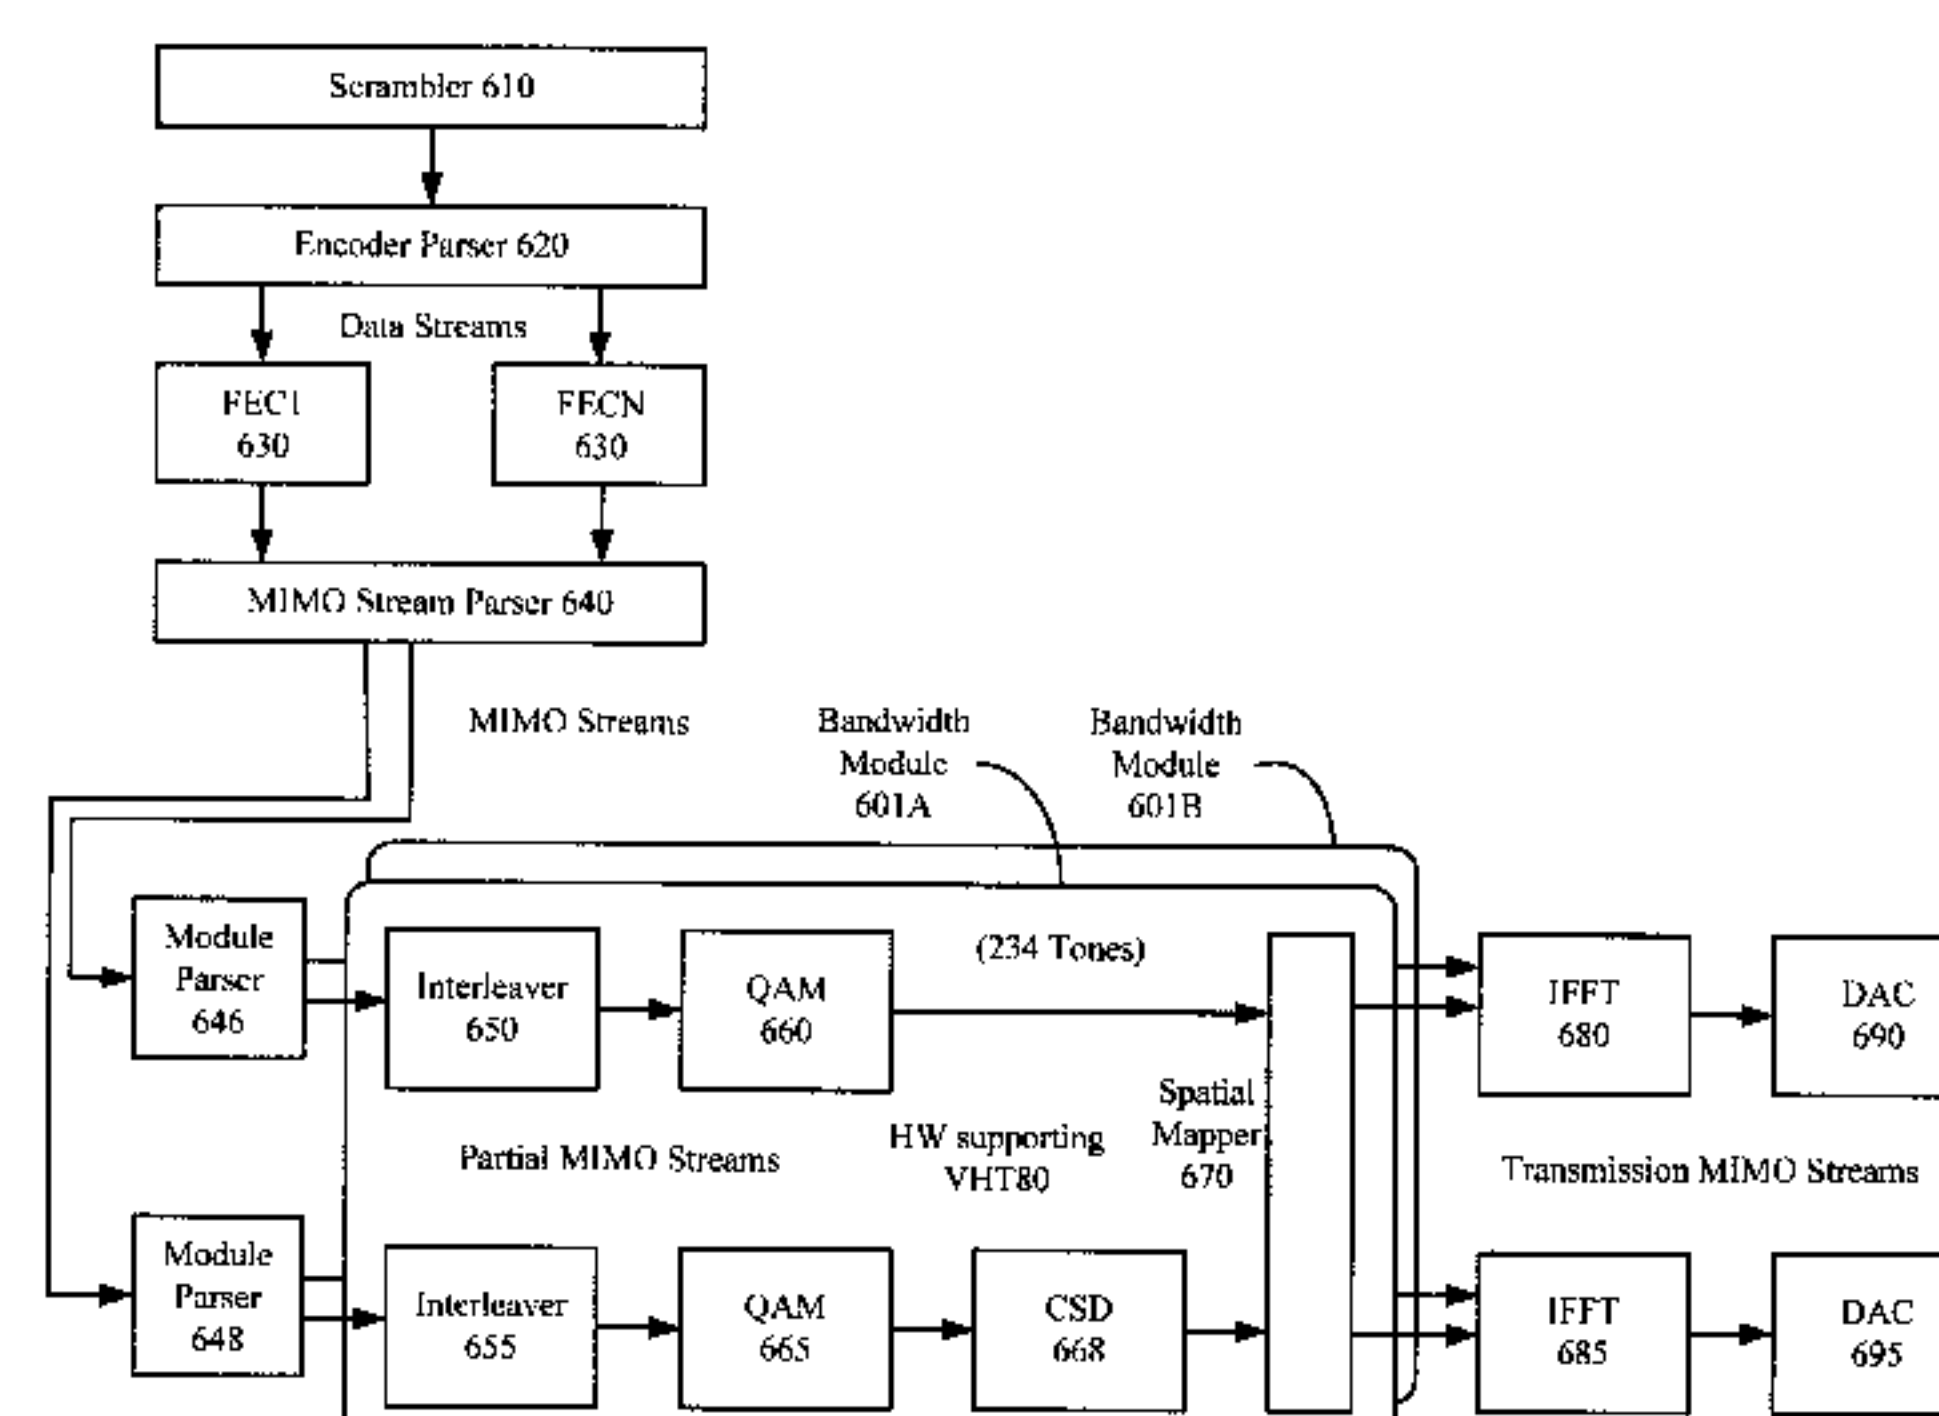 Scrambler 610
Encoder Parser 620
Data Streams
FEC1
630
FECN
630
MIMO Stream Parser 640
MIMO Streams
Bandwidth
Module
601A
Bandwidth
Module
601B
Module
Parser
646
Interleaver
650
QAM
660
(234 Tones)
IFFT
680
DAC
690
Partial MIMO Streams
HW supporting
VHT80
Spatial
Mapper
670
Transmission MIMO Streams
Module
Parser
648
Interleaver
655
QAM
665
CSD
668
IFFT
685
DAC
695